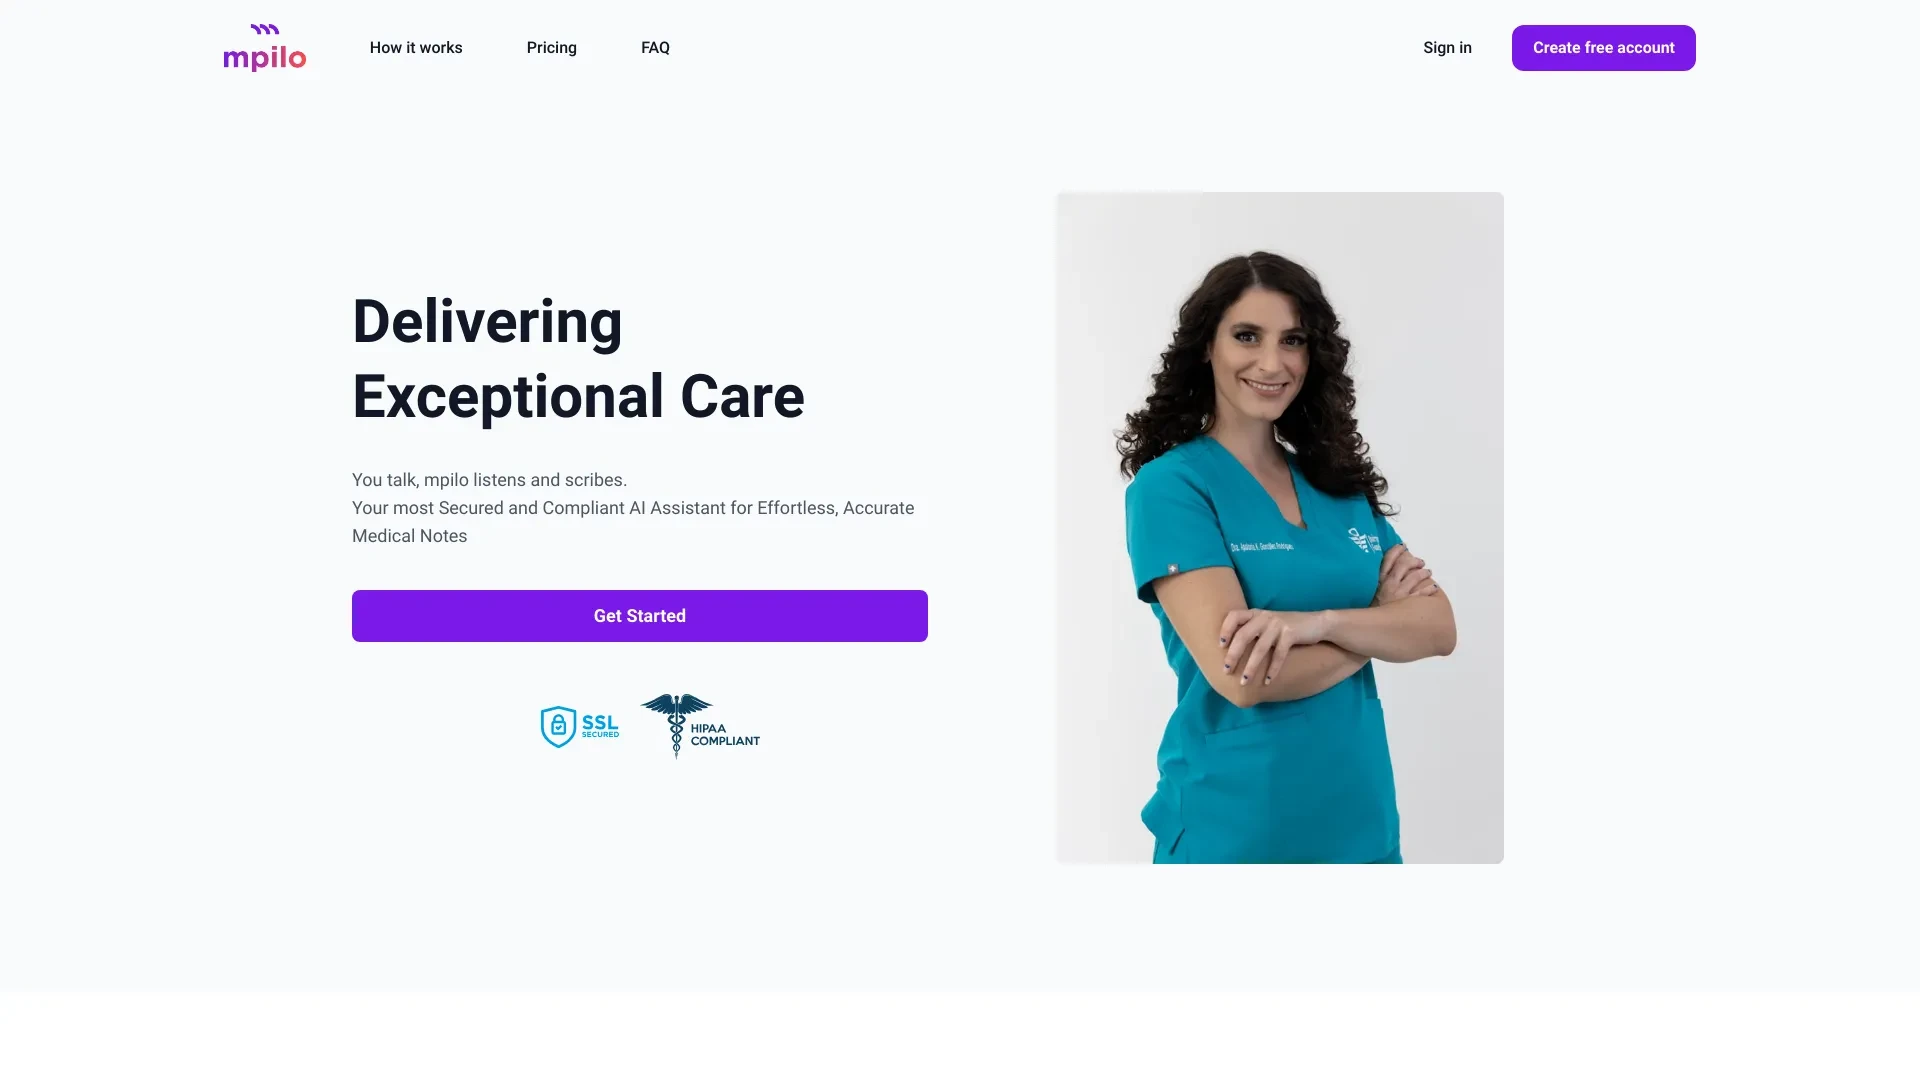 mpilo
How it works
Pricing
FAQ
Sign in
Create free account
Delivering
Exceptional Care
You talk, mpilo listens and scribes.
Your most Secured and Compliant AI Assistant for Effortless, Accurate
Medical Notes
Get Started
SSL
SECURED
HIPAA
COMPLIANT